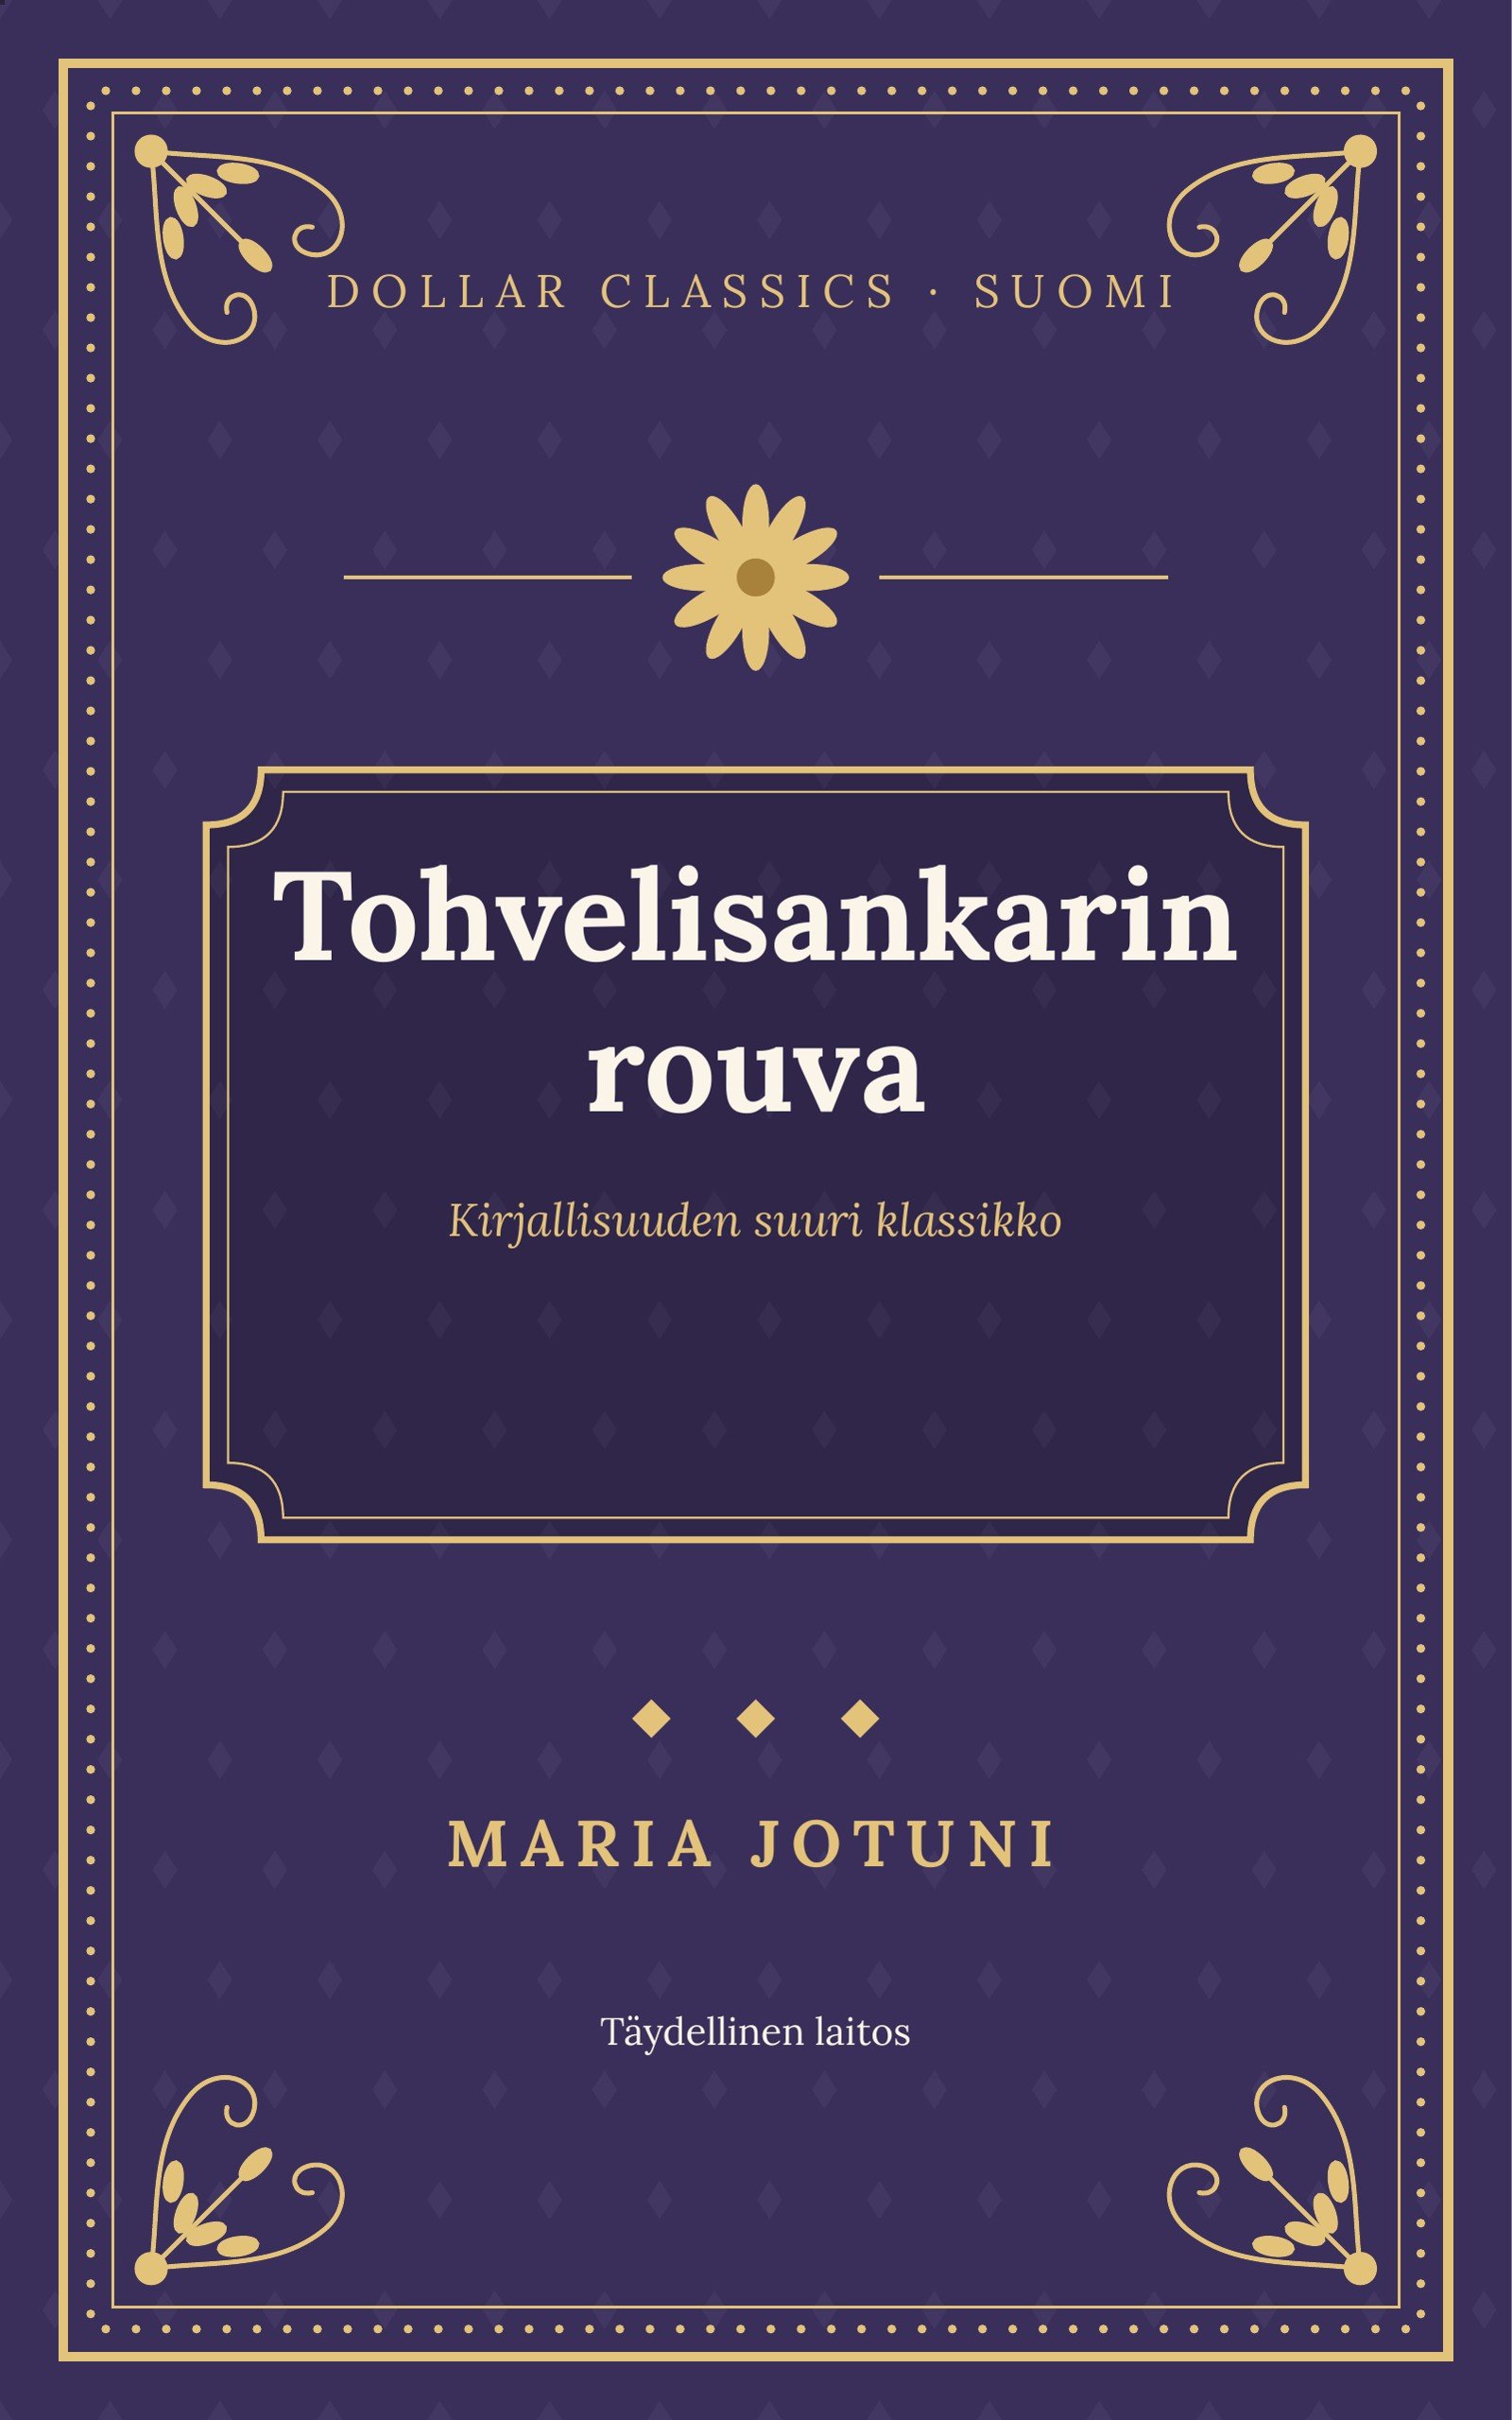 DOLLAR CLASSICS · SUOMI
Tohvelisankarin
rouva
Kirjallisuuden suuri klassikko
MARIA JOTUNI
Täydellinen laitos